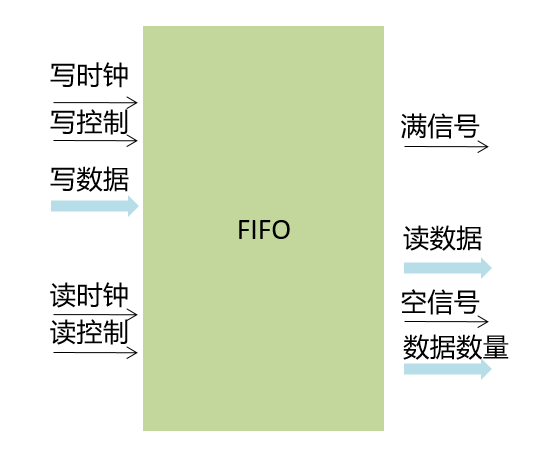 写时钟
写控制
写数据
读时钟
读控制
FIFO
满信号
读数据
空信号
数据数量